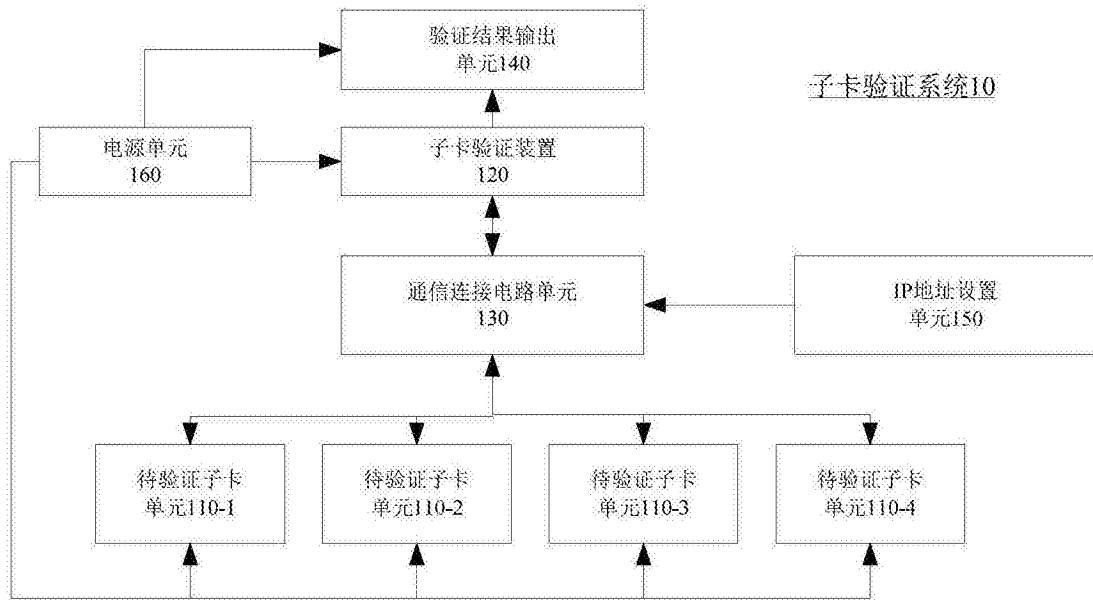 验证结果输出
单元140
子卡验证系统10
电源单元
160
子卡验证装置
120
通信连接电路单元
130
IP地址设置
单元150
待验证子卡
单元110-1
待验证子卡
单元110-2
待验证子卡
单元110-3
待验证子卡
单元110-4